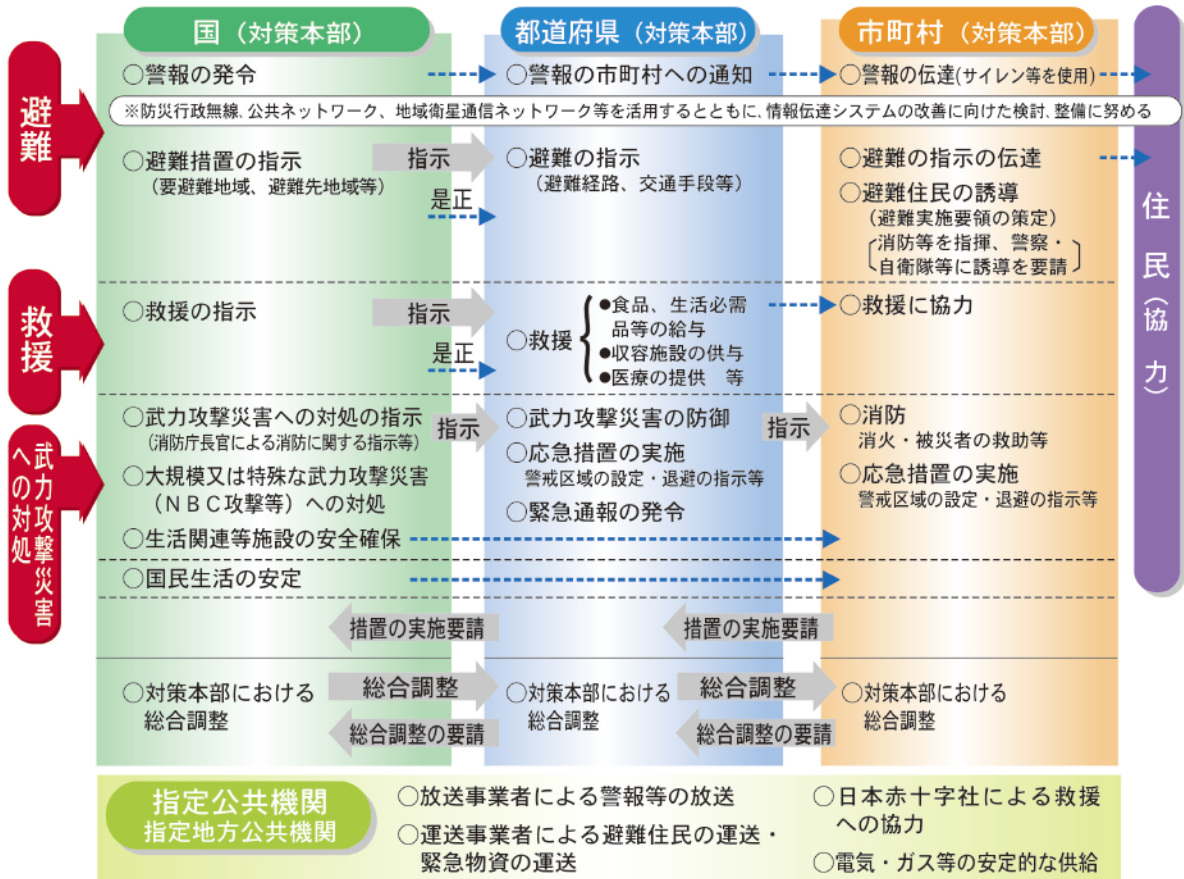 国（対策本部）
都道府県（対策本部）
市町村（対策本部）
避難
○警報の発令
○警報の市町村への通知
○警報の伝達(サイレン等を使用)
※防災行政無線、公共ネットワーク、地域衛星通信ネットワーク等を活用するとともに、情報伝達システムの改善に向けた検討、整備に努める
○避難措置の指示
（要避難地域、避難先地域等）
指示
是正
○避難の指示
（避難経路、交通手段等）
○避難の指示の伝達
○避難住民の誘導
（避難実施要領の策定）
消防等を指揮、警察・
自衛隊等に誘導を要請
住民（協力）
救援
○救援の指示
指示
是正
○救援
●食品、生活必需
品等の給与
●収容施設の供与
●医療の提供　等
○救援に協力
武力攻撃災害
への対処
○武力攻撃災害への対処の指示
（消防庁長官による消防に関する指示等）
指示
○大規模又は特殊な武力攻撃災害
（ＮＢＣ攻撃等）への対処
○生活関連等施設の安全確保
○武力攻撃災害の防御
○応急措置の実施
警戒区域の設定・退避の指示等
○緊急通報の発令
指示
○消防
消火・被災者の救助等
○応急措置の実施
警戒区域の設定・退避の指示等
○国民生活の安定
措置の実施要請
措置の実施要請
○対策本部における
総合調整
総合調整
総合調整の要請
○対策本部における
総合調整
総合調整
総合調整の要請
○対策本部における
総合調整
指定公共機関
指定地方公共機関
○放送事業者による警報等の放送
○運送事業者による避難住民の運送・
緊急物資の運送
○日本赤十字社による救援
への協力
○電気・ガス等の安定的な供給